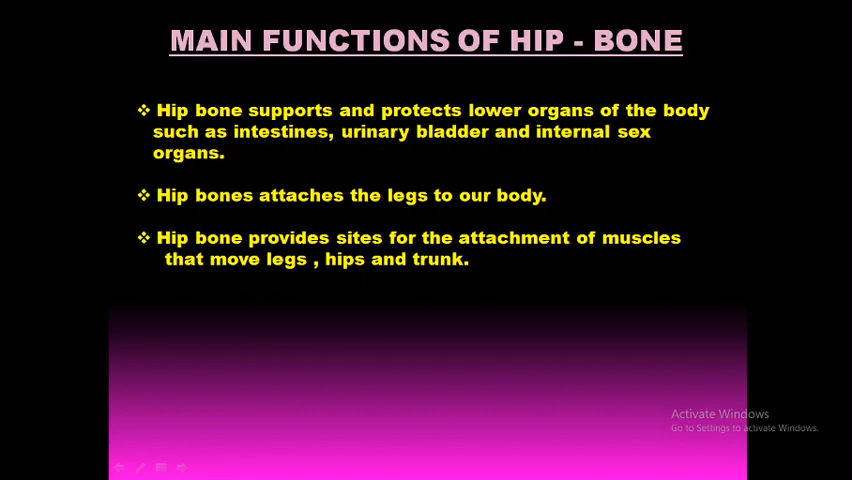 MAIN FUNCTIONS OF HIP - BONE
❖ Hip bone supports and protects lower organs of the body
such as intestines, urinary bladder and internal sex
organs.
❖ Hip bones attaches the legs to our body.
❖ Hip bone provides sites for the attachment of muscles
that move legs , hips and trunk.
Activate Windows
Go to Settings to activate Windows.